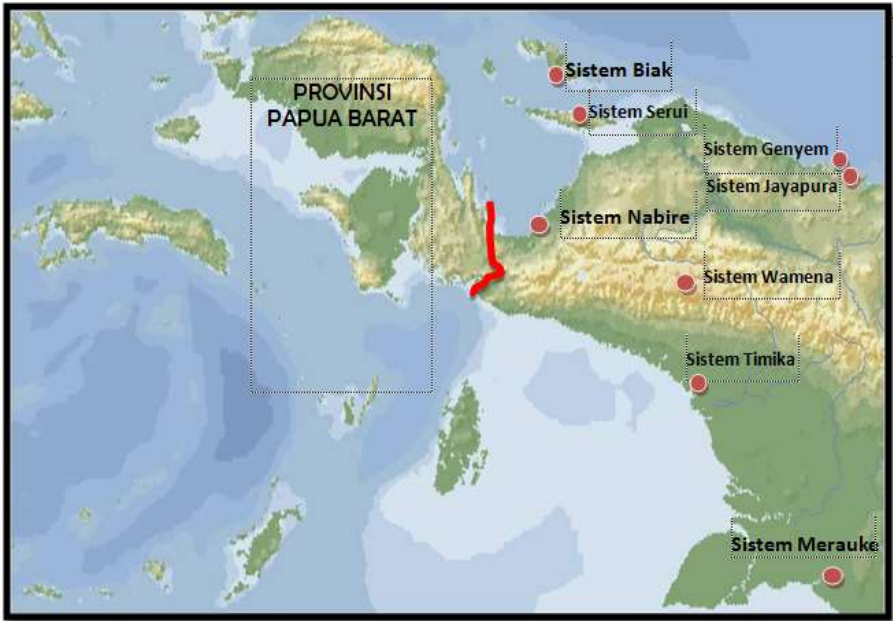 PROVINSI
PAPUA BARAT
Sistem Biak
Sistem Serui
Sistem Genyem
Sistem Jayapura
Sistem Nabire
Sistem Wamena
Sistem Timika
Sistem Merauke